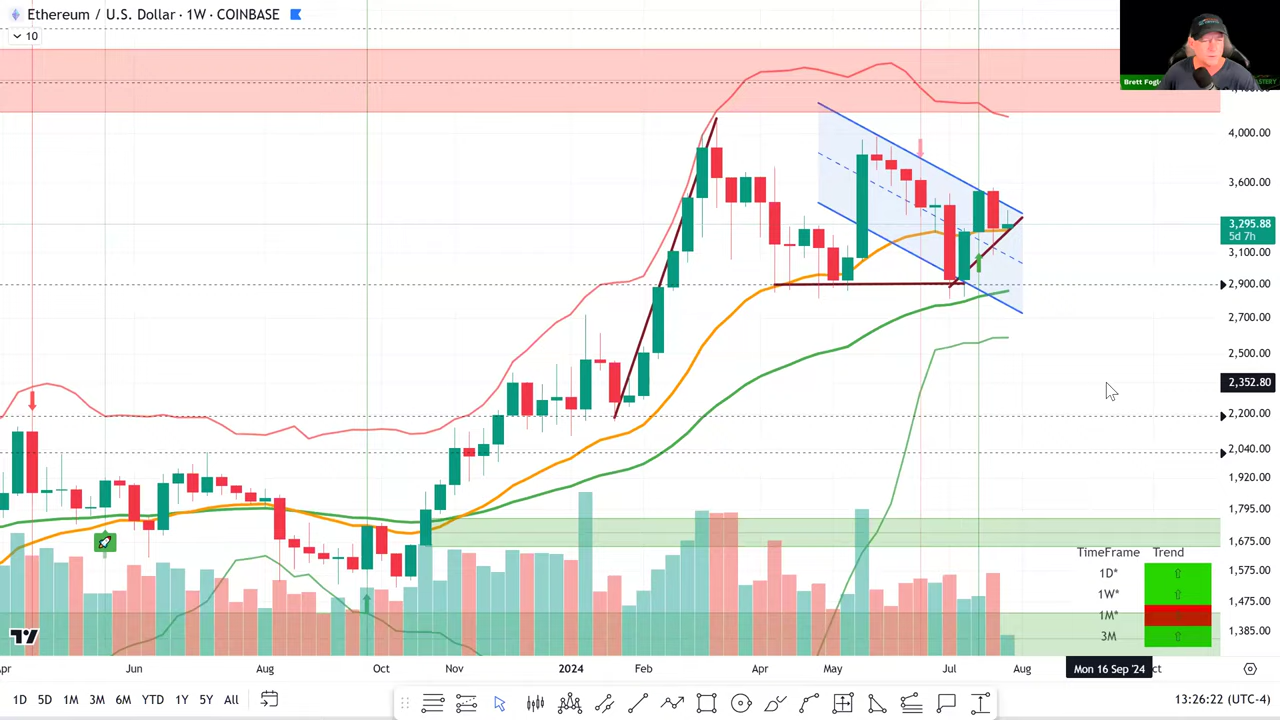 Ethereum / U.S. Dollar · 1W · COINBASE
10
4,000.00
3,600.00
3,295.88
5d 7h
3,100.00
2,900.00
2,700.00
2,500.00
2,352.80
2,200.00
2,040.00
1,920.00
1,795.00
1,675.00
1,575.00
1,475.00
1,385.00
TimeFrame Trend
1D* ⇧
1W* ⇧
1M*
3M ⇧
Jun Aug Oct Nov 2024 Feb Apr May Jul Aug Mon 16 Sep '24
1D 5D 1M 3M 6M YTD 1Y 5Y All
13:26:22 (UTC-4)